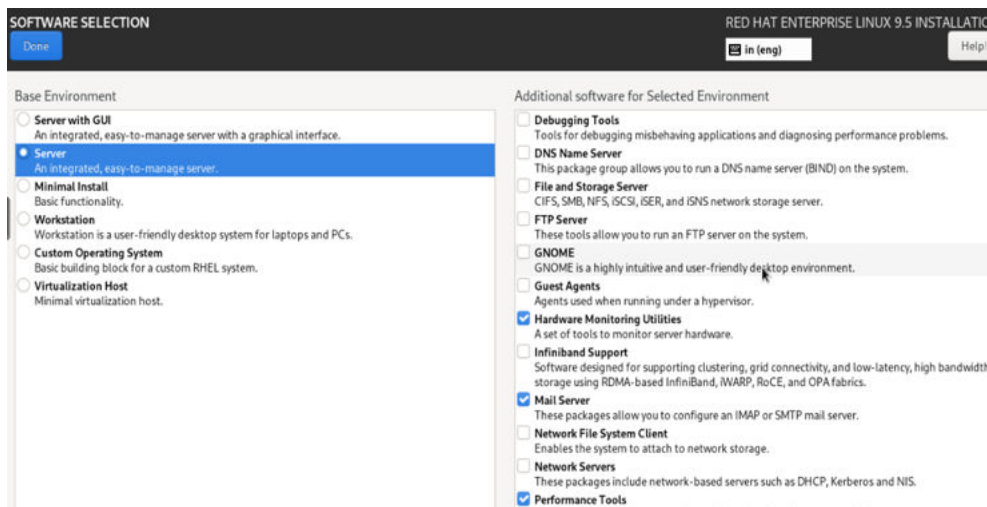 SOFTWARE SELECTION
Done
RED HAT ENTERPRISE LINUX 9.5 INSTALLATIO
in (eng)
Help!
Base Environment
Server with GUI
An integrated, easy-to-manage server with a graphical interface.
Server
An integrated, easy-to-manage server.
Minimal Install
Basic functionality.
Workstation
Workstation is a user-friendly desktop system for laptops and PCs.
Custom Operating System
Basic building block for a custom RHEL system.
Virtualization Host
Minimal virtualization host.
Additional software for Selected Environment
Debugging Tools
Tools for debugging misbehaving applications and diagnosing performance problems.
DNS Name Server
This package group allows you to run a DNS name server (BIND) on the system.
File and Storage Server
CIFS, SMB, NFS, iSCSI, iSER, and iSNS network storage server.
FTP Server
These tools allow you to run an FTP server on the system.
GNOME
GNOME is a highly intuitive and user-friendly desktop environment.
Guest Agents
Agents used when running under a hypervisor.
Hardware Monitoring Utilities
A set of tools to monitor server hardware.
Infiniband Support
Software designed for supporting clustering, grid connectivity, and low-latency, high bandwidth
storage using RDMA-based InfiniBand, iWARP, RoCE, and OPA fabrics.
Mail Server
These packages allow you to configure an IMAP or SMTP mail server.
Network File System Client
Enables the system to attach to network storage.
Network Servers
These packages include network-based servers such as DHCP, Kerberos and NIS.
Performance Tools